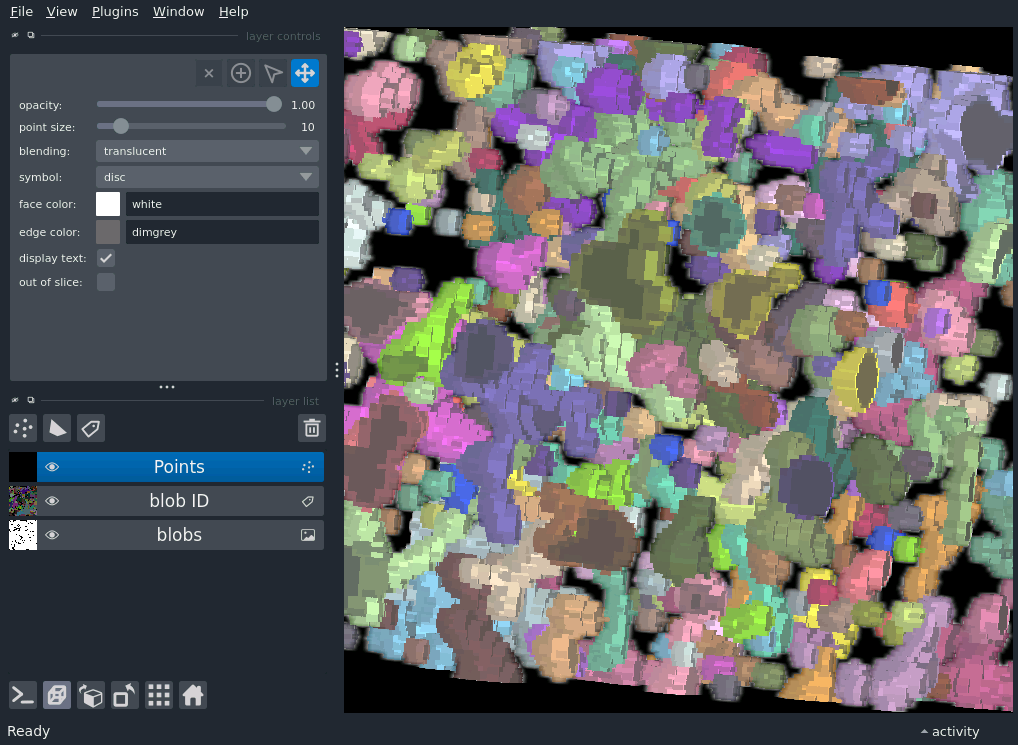 File View Plugins Window Help
layer controls
opacity: 1.00
point size: 10
blending: translucent
symbol: disc
face color: white
edge color: dimgrey
display text:
out of slice:
layer list
Points
blob ID
blobs
Ready activity